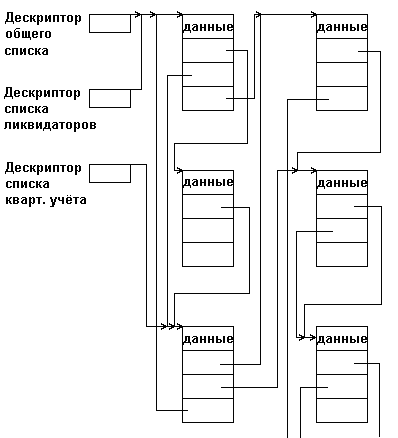 Дескриптор
общего
списка
данные
данные
Дескриптор
списка
ликвидаторов
Дескриптор
списка
кварт. учёта
данные
данные
данные
данные